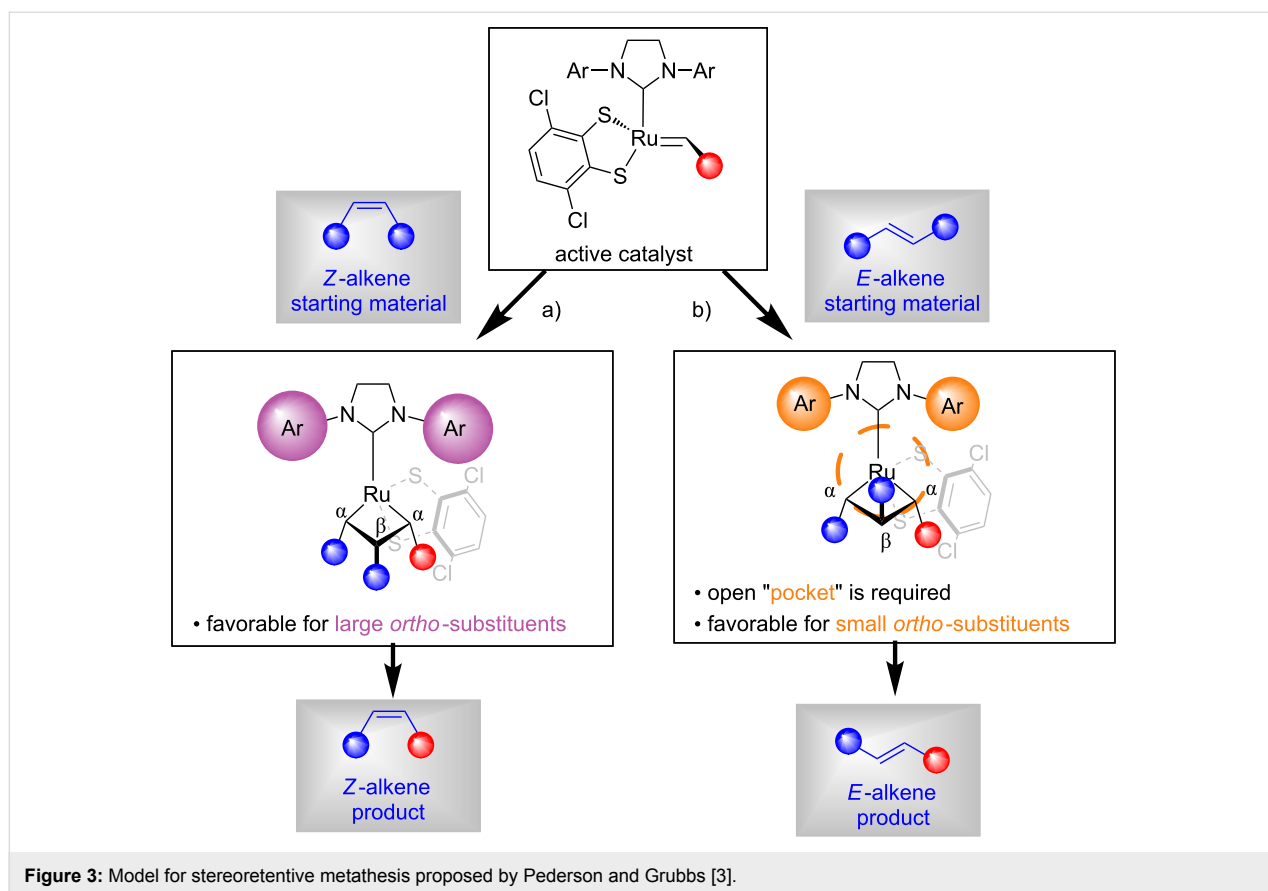 Ar N N Ar
Cl
S
Ru
S
Cl
active catalyst
Z-alkene
starting material
E-alkene
starting material
a)
b)
Ar N N Ar
Ru S Cl
α β α
S
Cl
• favorable for large ortho-substituents
Ar N N Ar
S Cl
Ru
α α
S
β Cl
• open "pocket" is required
• favorable for small ortho-substituents
Z-alkene
product
E-alkene
product
Figure 3: Model for stereoretentive metathesis proposed by Pederson and Grubbs [3].